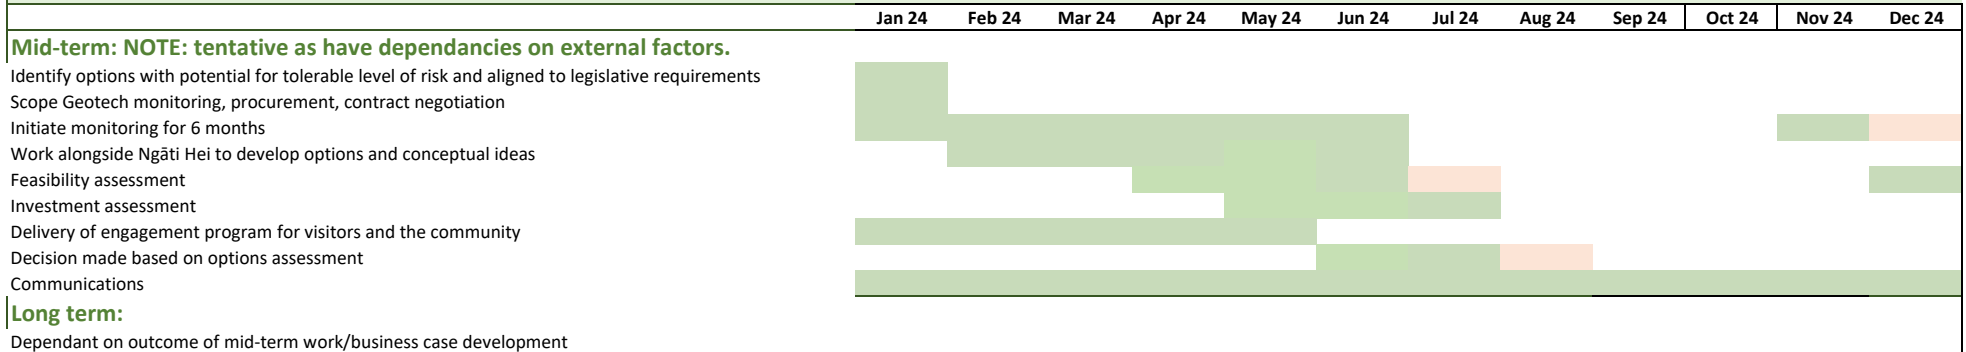 Jan 24 Feb 24 Mar 24 Apr 24 May 24 Jun 24 Jul 24 Aug 24 Sep 24 Oct 24 Nov 24 Dec 24
Mid-term: NOTE: tentative as have dependancies on external factors.
Identify options with potential for tolerable level of risk and aligned to legislative requirements
Scope Geotech monitoring, procurement, contract negotiation
Initiate monitoring for 6 months
Work alongside Ngāti Hei to develop options and conceptual ideas
Feasibility assessment
Investment assessment
Delivery of engagement program for visitors and the community
Decision made based on options assessment
Communications
Long term:
Dependant on outcome of mid-term work/business case development